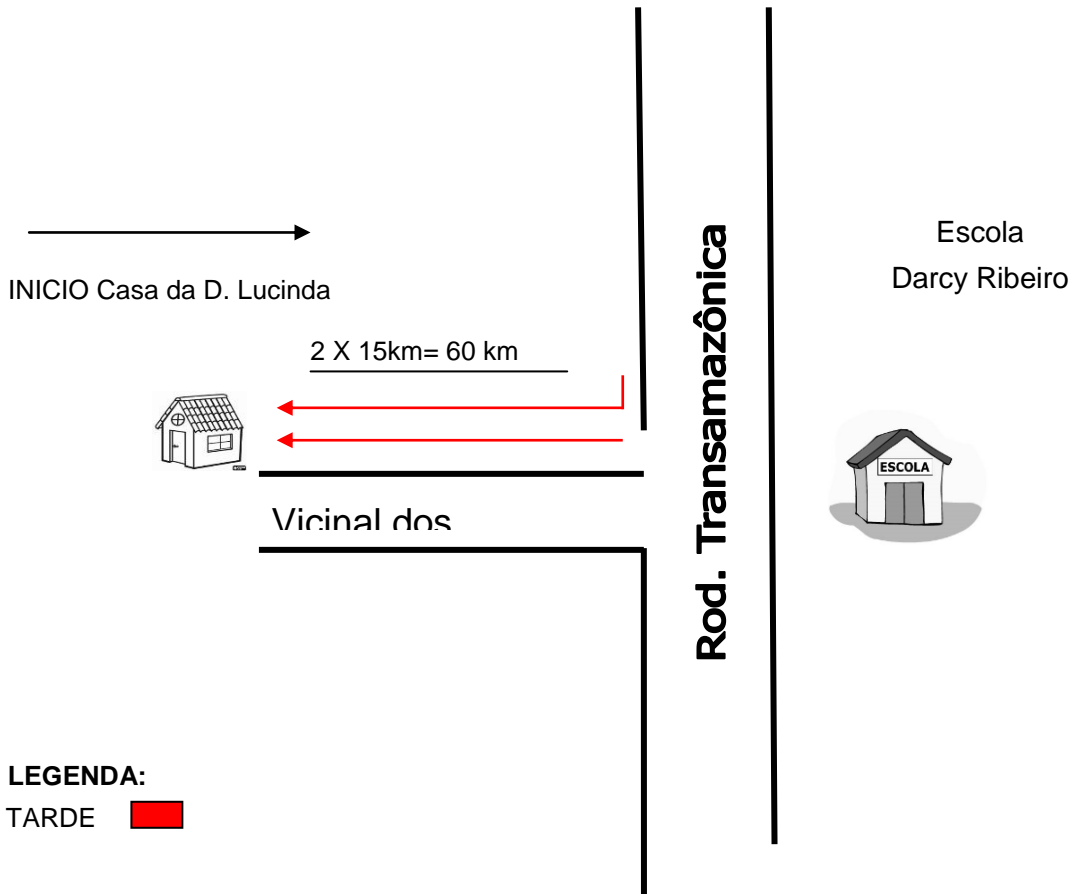 Escola
Darcy Ribeiro
INICIO Casa da D. Lucinda
2 X 15km= 60 km
Rod. Transamazônica
ESCOLA
Vicinal dos
LEGENDA:
TARDE